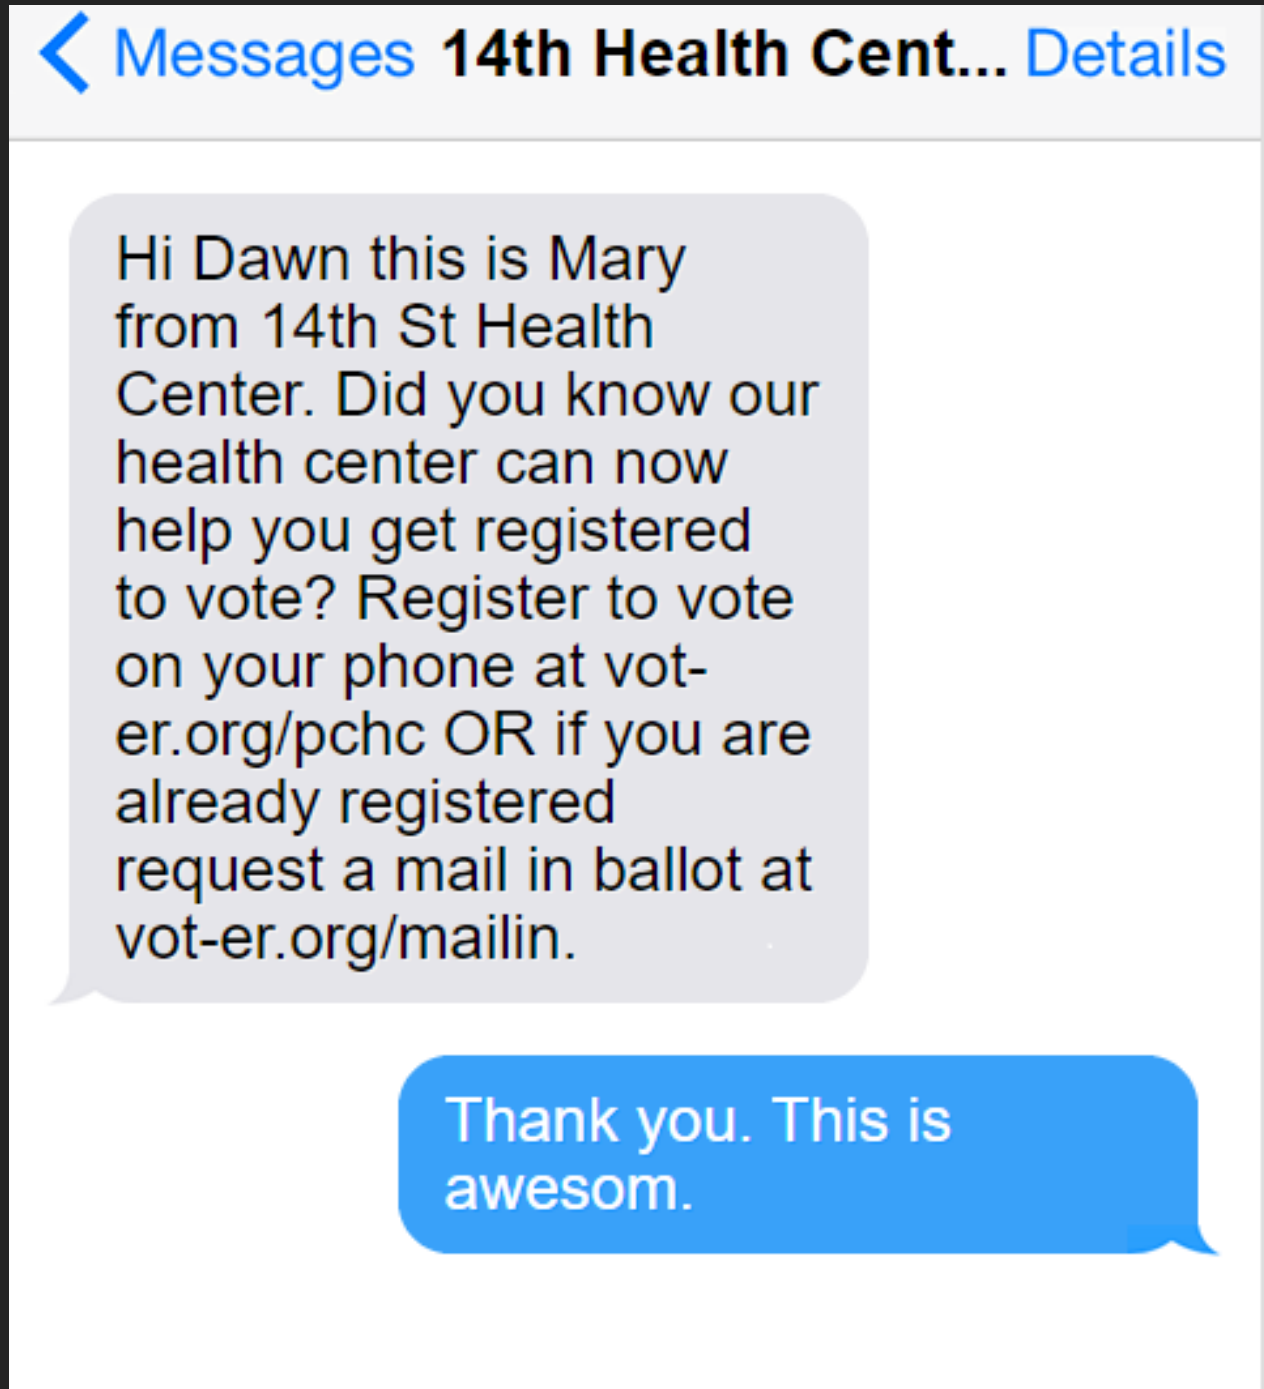 Messages 14th Health Cent... Details
Hi Dawn this is Mary
from 14th St Health
Center. Did you know our
health center can now
help you get registered
to vote? Register to vote
on your phone at vot-
er.org/pchc OR if you are
already registered
request a mail in ballot at
vot-er.org/mailin.
Thank you. This is
awesom.